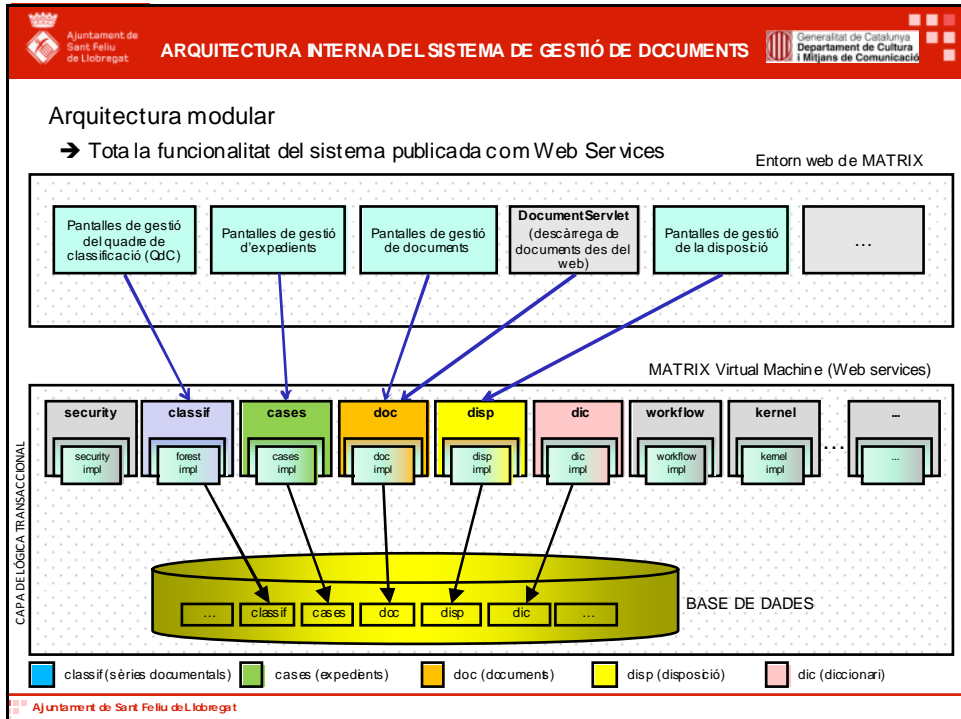 Ajuntament de
Sant Feliu
de Llobregat
ARQUITECTURA INTERNA DEL SISTEMA DE GESTIÓ DE DOCUMENTS
Generalitat de Catalunya
Departament de Cultura
i Mitjans de Comunicació
Arquitectura modular
➔ Tota la funcionalitat del sistema publicada com Web Services
Entorn web de MATRIX
Pantalles de gestió
del quadre de
classificació (QdC)
Pantalles de gestió
d'expedients
Pantalles de gestió
de documents
DocumentServlet
(descàrrega de
documents des del
web)
Pantalles de gestió
de la disposició
...
MATRIX Virtual Machine (Web services)
CAPA DE LÓGICA TRANSACCIONAL
security
classif
cases
doc
disp
dic
workflow
kernel
...
security
impl
forest
impl
cases
impl
doc
impl
disp
impl
dic
impl
workflow
impl
kernel
impl
...
...
... classif cases doc disp dic ...
BASE DE DADES
classif (sèries documentals)
cases (expedients)
doc (documents)
disp (disposició)
dic (diccionari)
Ajuntament de Sant Feliu de Llobregat